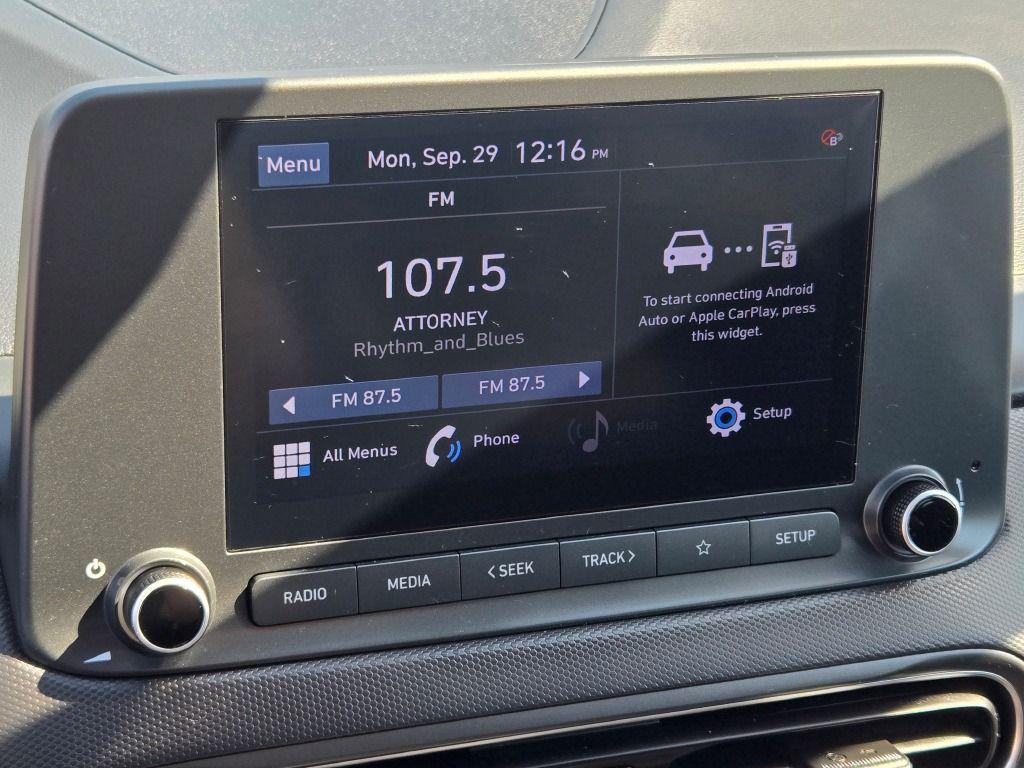 Menu
Mon, Sep. 29 12:16 PM
FM
107.5
ATTORNEY
Rhythm_and_Blues
FM 87.5
FM 87.5
B
To start connecting Android
Auto or Apple CarPlay, press
this widget.
All Menus
Phone
Media
Setup
RADIO
MEDIA
< SEEK
TRACK >
☆
SETUP